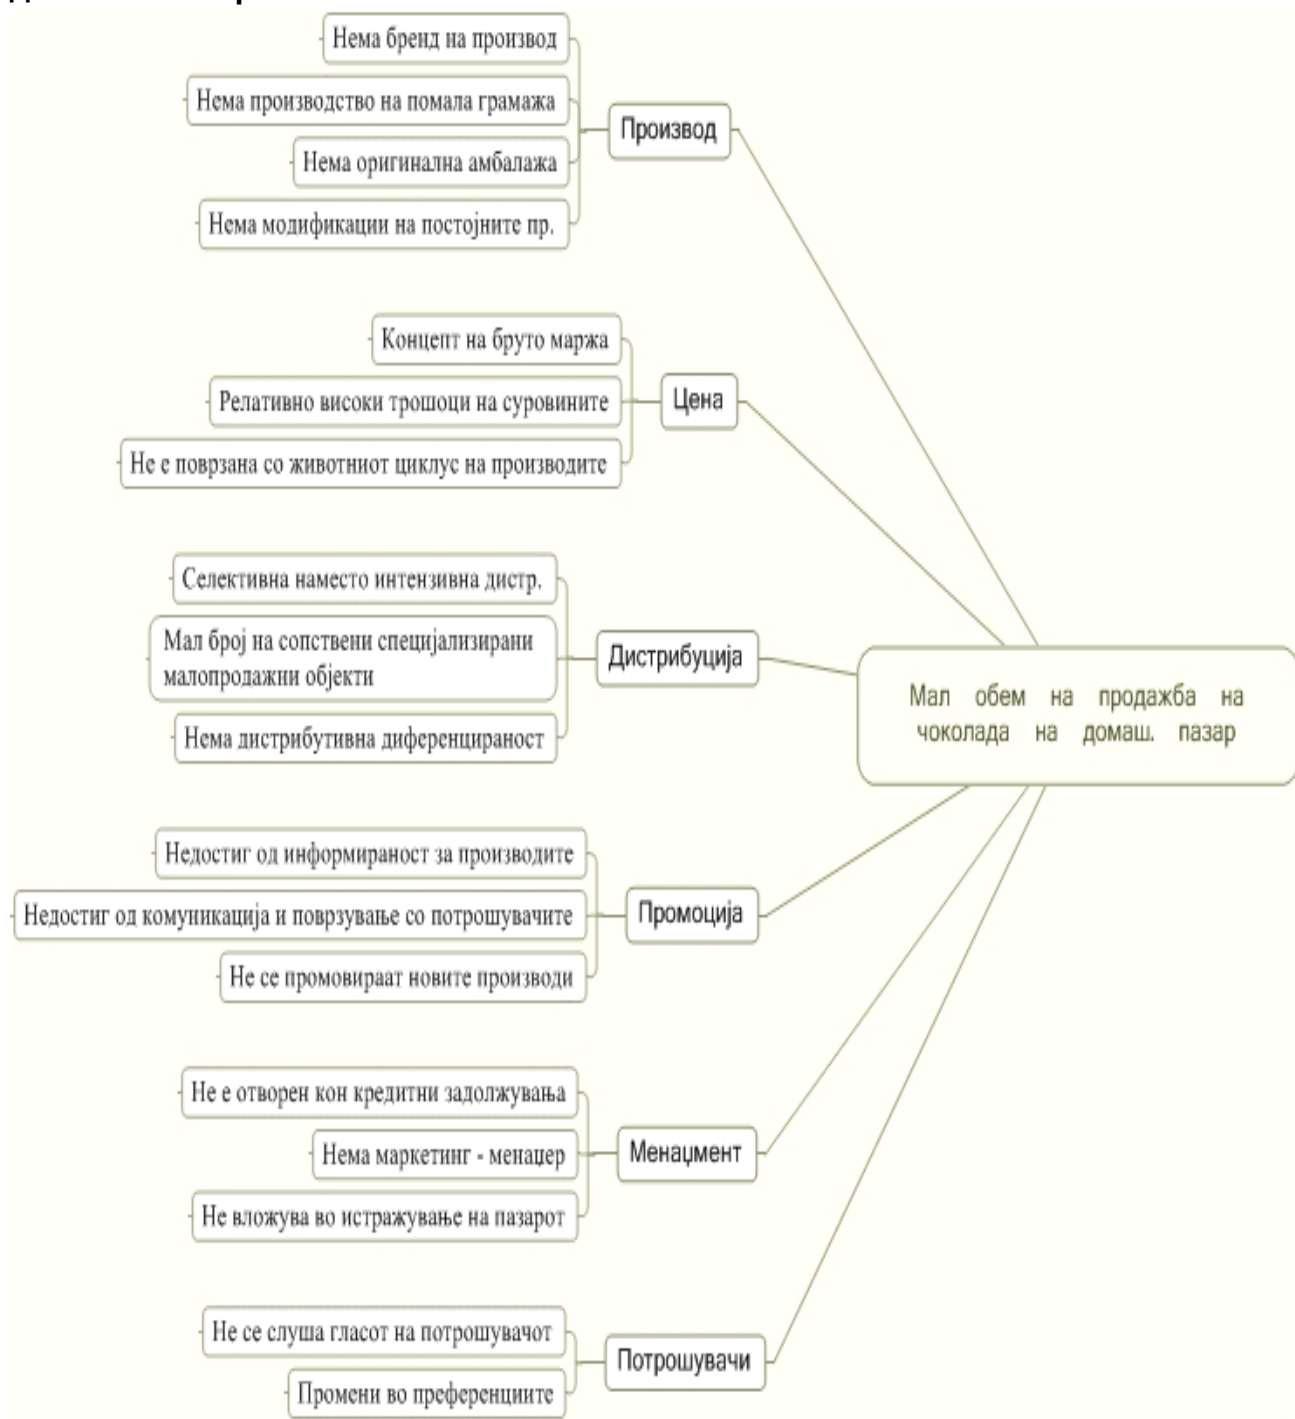 Нема бренд на производ
Нема производство на помала грамажа
Нема оригинална амбалажа
Нема модификации на постојните пр.
Производ
Концепт на бруто маржа
Релативно високи трошоци на суровините
Не е поврзана со животниот циклус на производите
Цена
Селективна наместо интензивна дистр.
Мал број на сопствени специјализирани
малопродажни објекти
Нема дистрибутивна диференцираност
Дистрибуција
Мал обем на продажба на
чоколада на домаш. пазар
Недостиг од информираност за производите
Недостиг од комуникација и поврзување со потрошувачите
Не се промовираат новите производи
Промоција
Не е отворен кон кредитни задолжувања
Нема маркетинг - менаџер
Не вложува во истражување на пазарот
Менаџмент
Не се слуша гласот на потрошувачот
Промени во преференциите
Потрошувачи